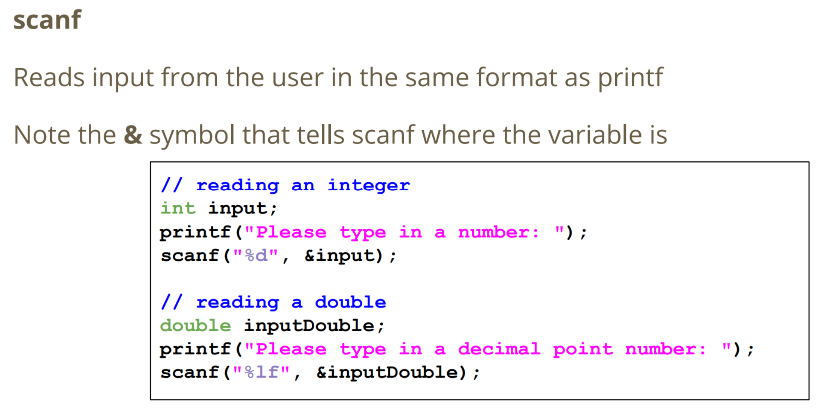 scanf
Reads input from the user in the same format as printf
Note the & symbol that tells scanf where the variable is
// reading an integer
int input;
printf("Please type in a number: ");
scanf("%d", &input);
// reading a double
double inputDouble;
printf("Please type in a decimal point number: ");
scanf("%lf", &inputDouble);